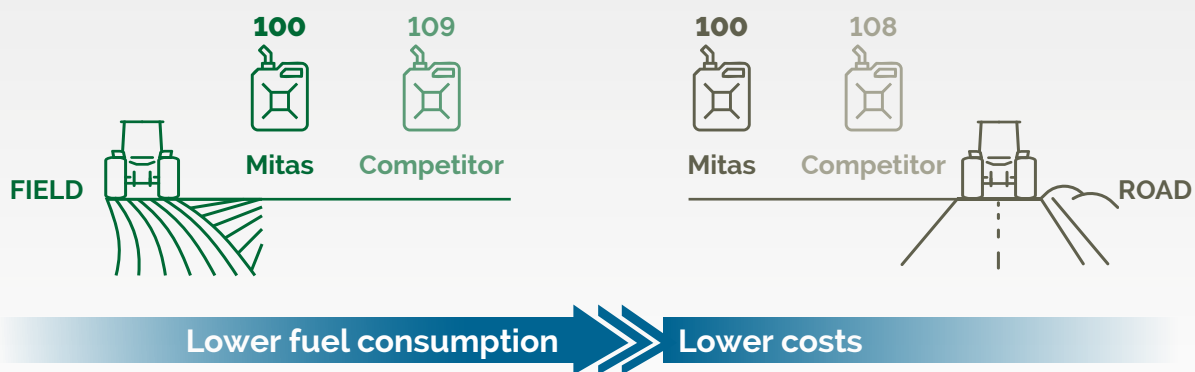 100 109
Mitas Competitor
FIELD
100 108
Mitas Competitor
ROAD
Lower fuel consumption
Lower costs